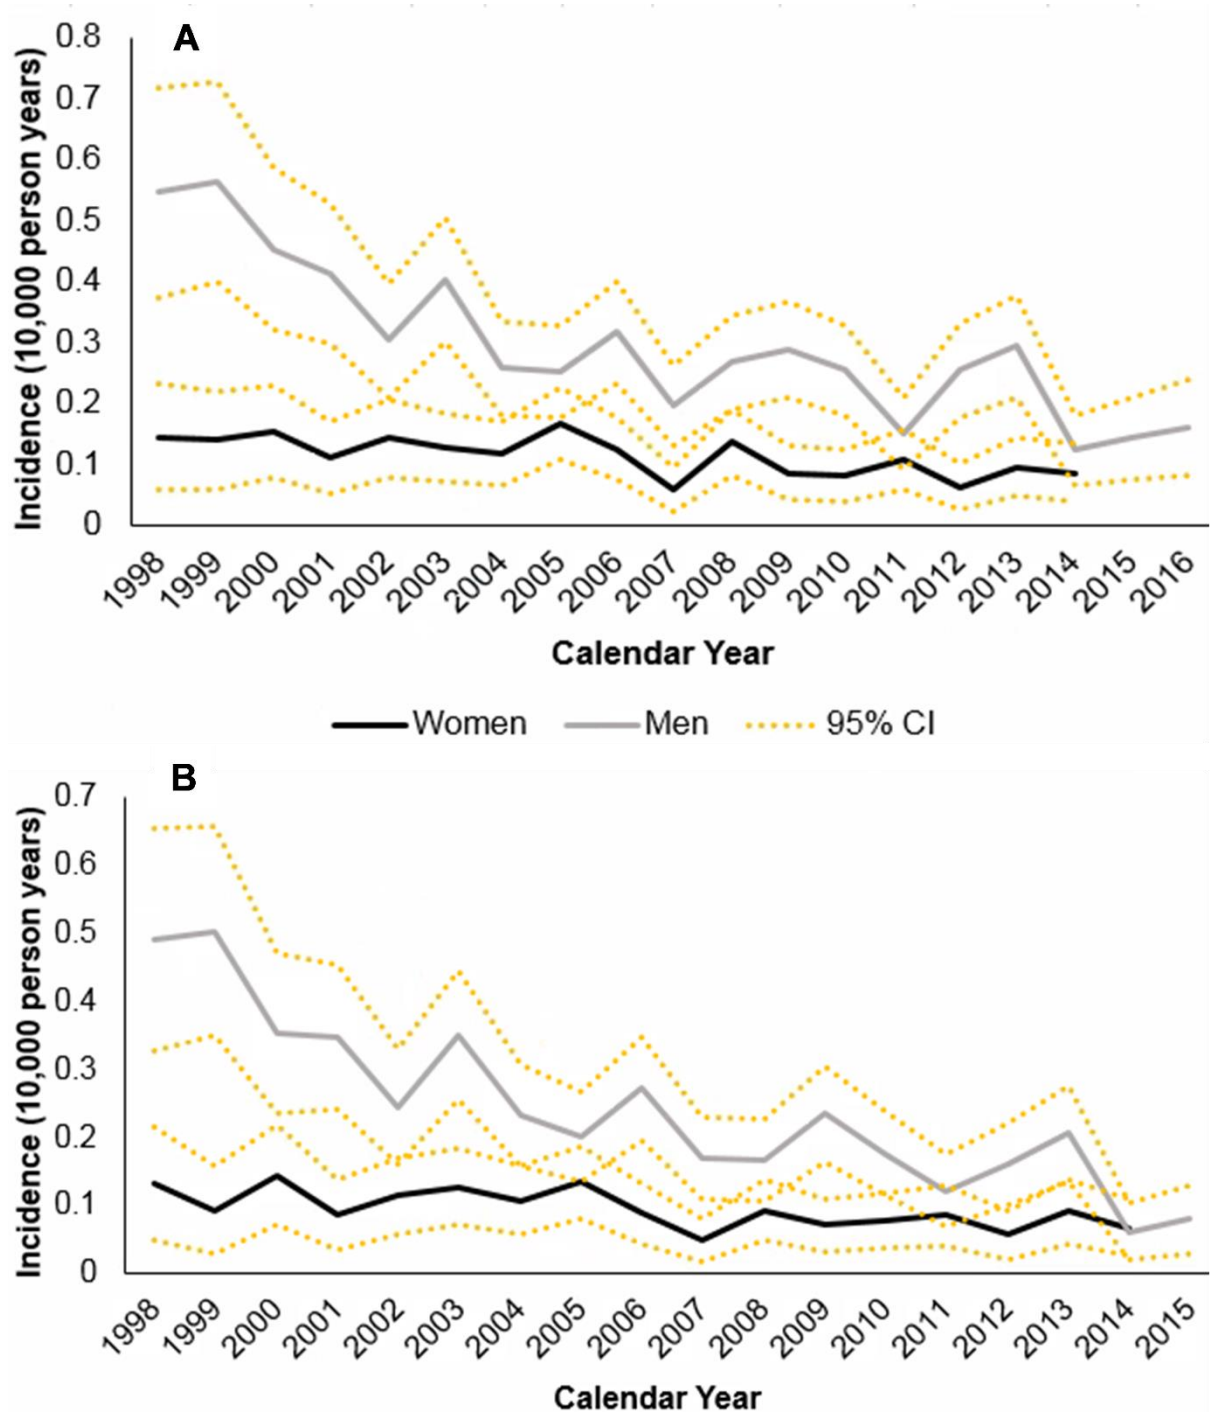 A
Incidence (10,000 person years)
0.8
0.7
0.6
0.5
0.4
0.3
0.2
0.1
0
1998 1999 2000 2001 2002 2003 2004 2005 2006 2007 2008 2009 2010 2011 2012 2013 2014 2015 2016
Calendar Year
Women Men 95% CI
B
Incidence (10,000 person years)
0.7
0.6
0.5
0.4
0.3
0.2
0.1
0
1998 1999 2000 2001 2002 2003 2004 2005 2006 2007 2008 2009 2010 2011 2012 2013 2014 2015
Calendar Year